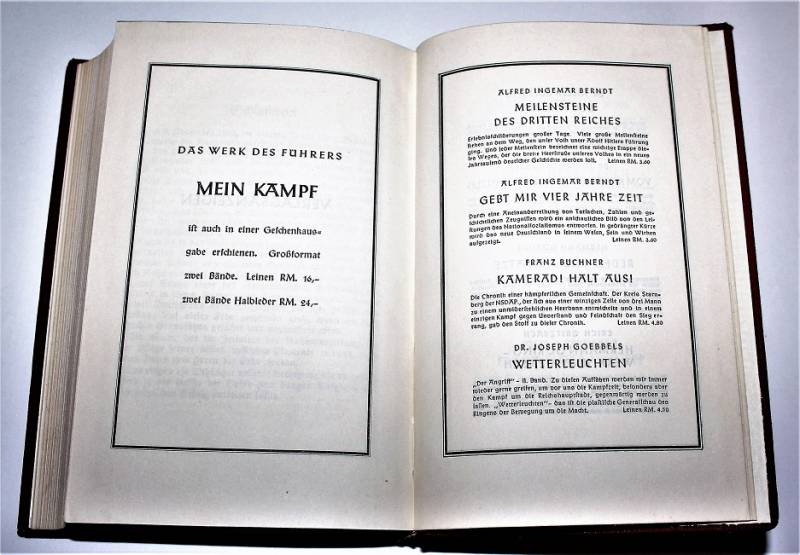 DAS WERK DES FÜHRERS
MEIN KAMPF
ist auch in einer Geschenkaus=
gabe erschienen. Großformat
zwei Bände. Leinen RM. 16,–
zwei Bände Halbleder RM. 24,–
ALFRED INGEMAR BERNDT
MEILENSTEINE
DES DRITTEN REICHES
Erlebnisschilderungen großer Tage. Viele große Meilensteine
stehen an dem Weg, den unser Volk unter Adolf Hitlers Führung
ging. Und jeder Meilenstein bezeichnet eine wichtige Etappe die=
ses Weges, der die breite Heerstraße unseres Volkes in ein neues
Jahrtausend deutscher Geschichte werden soll. Leinen RM. 3.60
ALFRED INGEMAR BERNDT
GEBT MIR VIER JAHRE ZEIT
Durch eine Aneinanderreihung von Tatsachen, Zahlen und ge=
schichtlichen Zeugnissen wird ein anschauliches Bild von den Lei=
stungen des Nationalsozialismus entworfen. In gedrängter Kürze
wird das neue Deutschland in seinem Wesen, Sein und Wirken
aufgezeigt. Leinen RM. 3.60
FRANZ BUCHNER
KAMERAD! HALT AUS!
Die Chronik einer kämpferischen Gemeinschaft. Der Kreis Starn=
berg der NSDAP., der sich aus einer winzigen Zelle von drei Mann
zu einem unwiderstehlichen Heerbann entwickelte und in einem
einzigen Kampf gegen Unverstand und Feindschaft den Sieg er=
rang, gab den Stoff zu dieser Chronik. Leinen RM. 4.50
DR. JOSEPH GOEBBELS
WETTERLEUCHTEN
„Der Angriff“ – II. Band. Zu diesen Aufsätzen werden wir immer
wieder gerne greifen, um vor uns die Kampfzeit, besonders aber
den Kampf um die Reichshauptstadt, gegenwärtig werden zu
lassen. „Wetterleuchten“– das ist die plastische Generalschau des
Ringens der Bewegung um die Macht. Leinen RM. 4.50